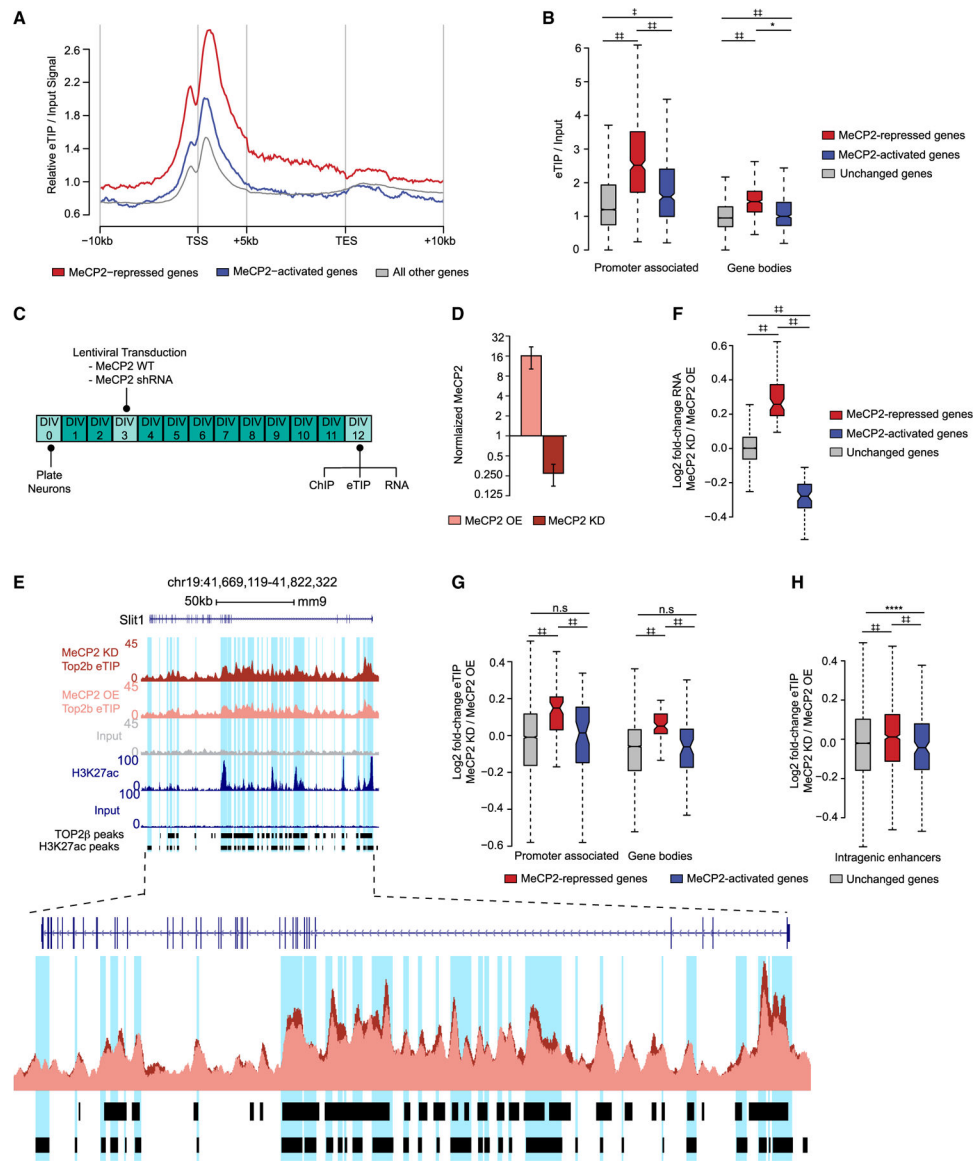 A
Relative eTIP / Input Signal
2.6
2.2
1.8
1.4
1.0
0.6
−10kb
TSS
+5kb
TES
+10kb
MeCP2−repressed genes
MeCP2−activated genes
All other genes
B
‡
‡‡
‡‡
‡‡
‡‡
*
eTIP / Input
6
5
4
3
2
1
0
Promoter associated
Gene bodies
MeCP2-repressed genes
MeCP2-activated genes
Unchanged genes
C
Lentiviral Transduction
- MeCP2 WT
- MeCP2 shRNA
DIV 0
DIV 1
DIV 2
DIV 3
DIV 4
DIV 5
DIV 6
DIV 7
DIV 8
DIV 9
DIV 10
DIV 11
DIV 12
Plate
Neurons
ChIP
eTIP
RNA
D
Normlaized MeCP2
32
16
8
4
2
1
0.5
0.250
0.125
MeCP2 OE
MeCP2 KD
F
‡‡
‡‡
‡‡
Log2 fold-change RNA
MeCP2 KD / MeCP2 OE
0.6
0.4
0.2
0.0
−0.2
−0.4
MeCP2-repressed genes
MeCP2-activated genes
Unchanged genes
E
chr19:41,669,119-41,822,322
50kb
mm9
Slit1
45
MeCP2 KD
Top2b eTIP
0
45
MeCP2 OE
Top2b eTIP
0
45
Input
0
100
H3K27ac
0
100
Input
0
TOP2β peaks
H3K27ac peaks
G
n.s
‡‡
‡‡
n.s
‡‡
‡‡
Log2 fold-change eTIP
MeCP2 KD / MeCP2 OE
0.4
0.2
0.0
−0.2
−0.4
−0.6
Promoter associated
Gene bodies
H
****
‡‡
‡‡
Log2 fold-change eTIP
MeCP2 KD / MeCP2 OE
0.4
0.2
0.0
−0.2
−0.4
−0.6
Intragenic enhancers
MeCP2-repressed genes
MeCP2-activated genes
Unchanged genes